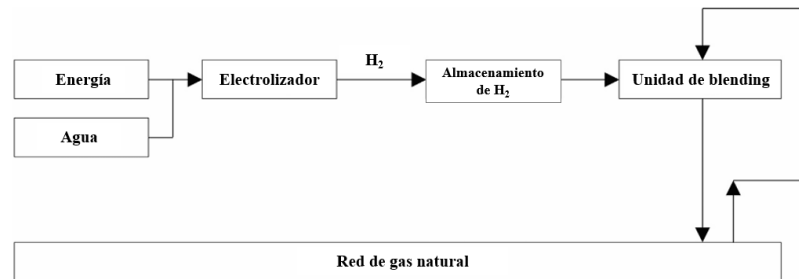 Energía
Electrolizador
H₂
Almacenamiento
de H₂
Unidad de blending
Agua
Red de gas natural